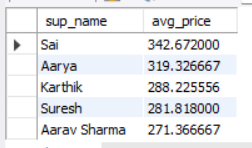 sup_name avg_price
Sai 342.672000
Aarya 319.326667
Karthik 288.225556
Suresh 281.818000
Aarav Sharma 271.366667